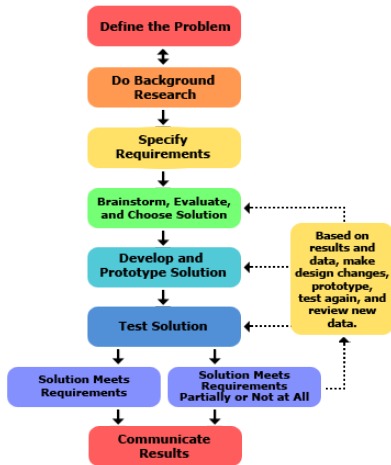 Define the Problem
Do Background
Research
Specify
Requirements
Brainstorm, Evaluate,
and Choose Solution
Develop and
Prototype Solution
Test Solution
Based on
results and
data, make
design changes,
prototype,
test again, and
review new
data.
Solution Meets
Requirements
Solution Meets
Requirements
Partially or Not at All
Communicate
Results